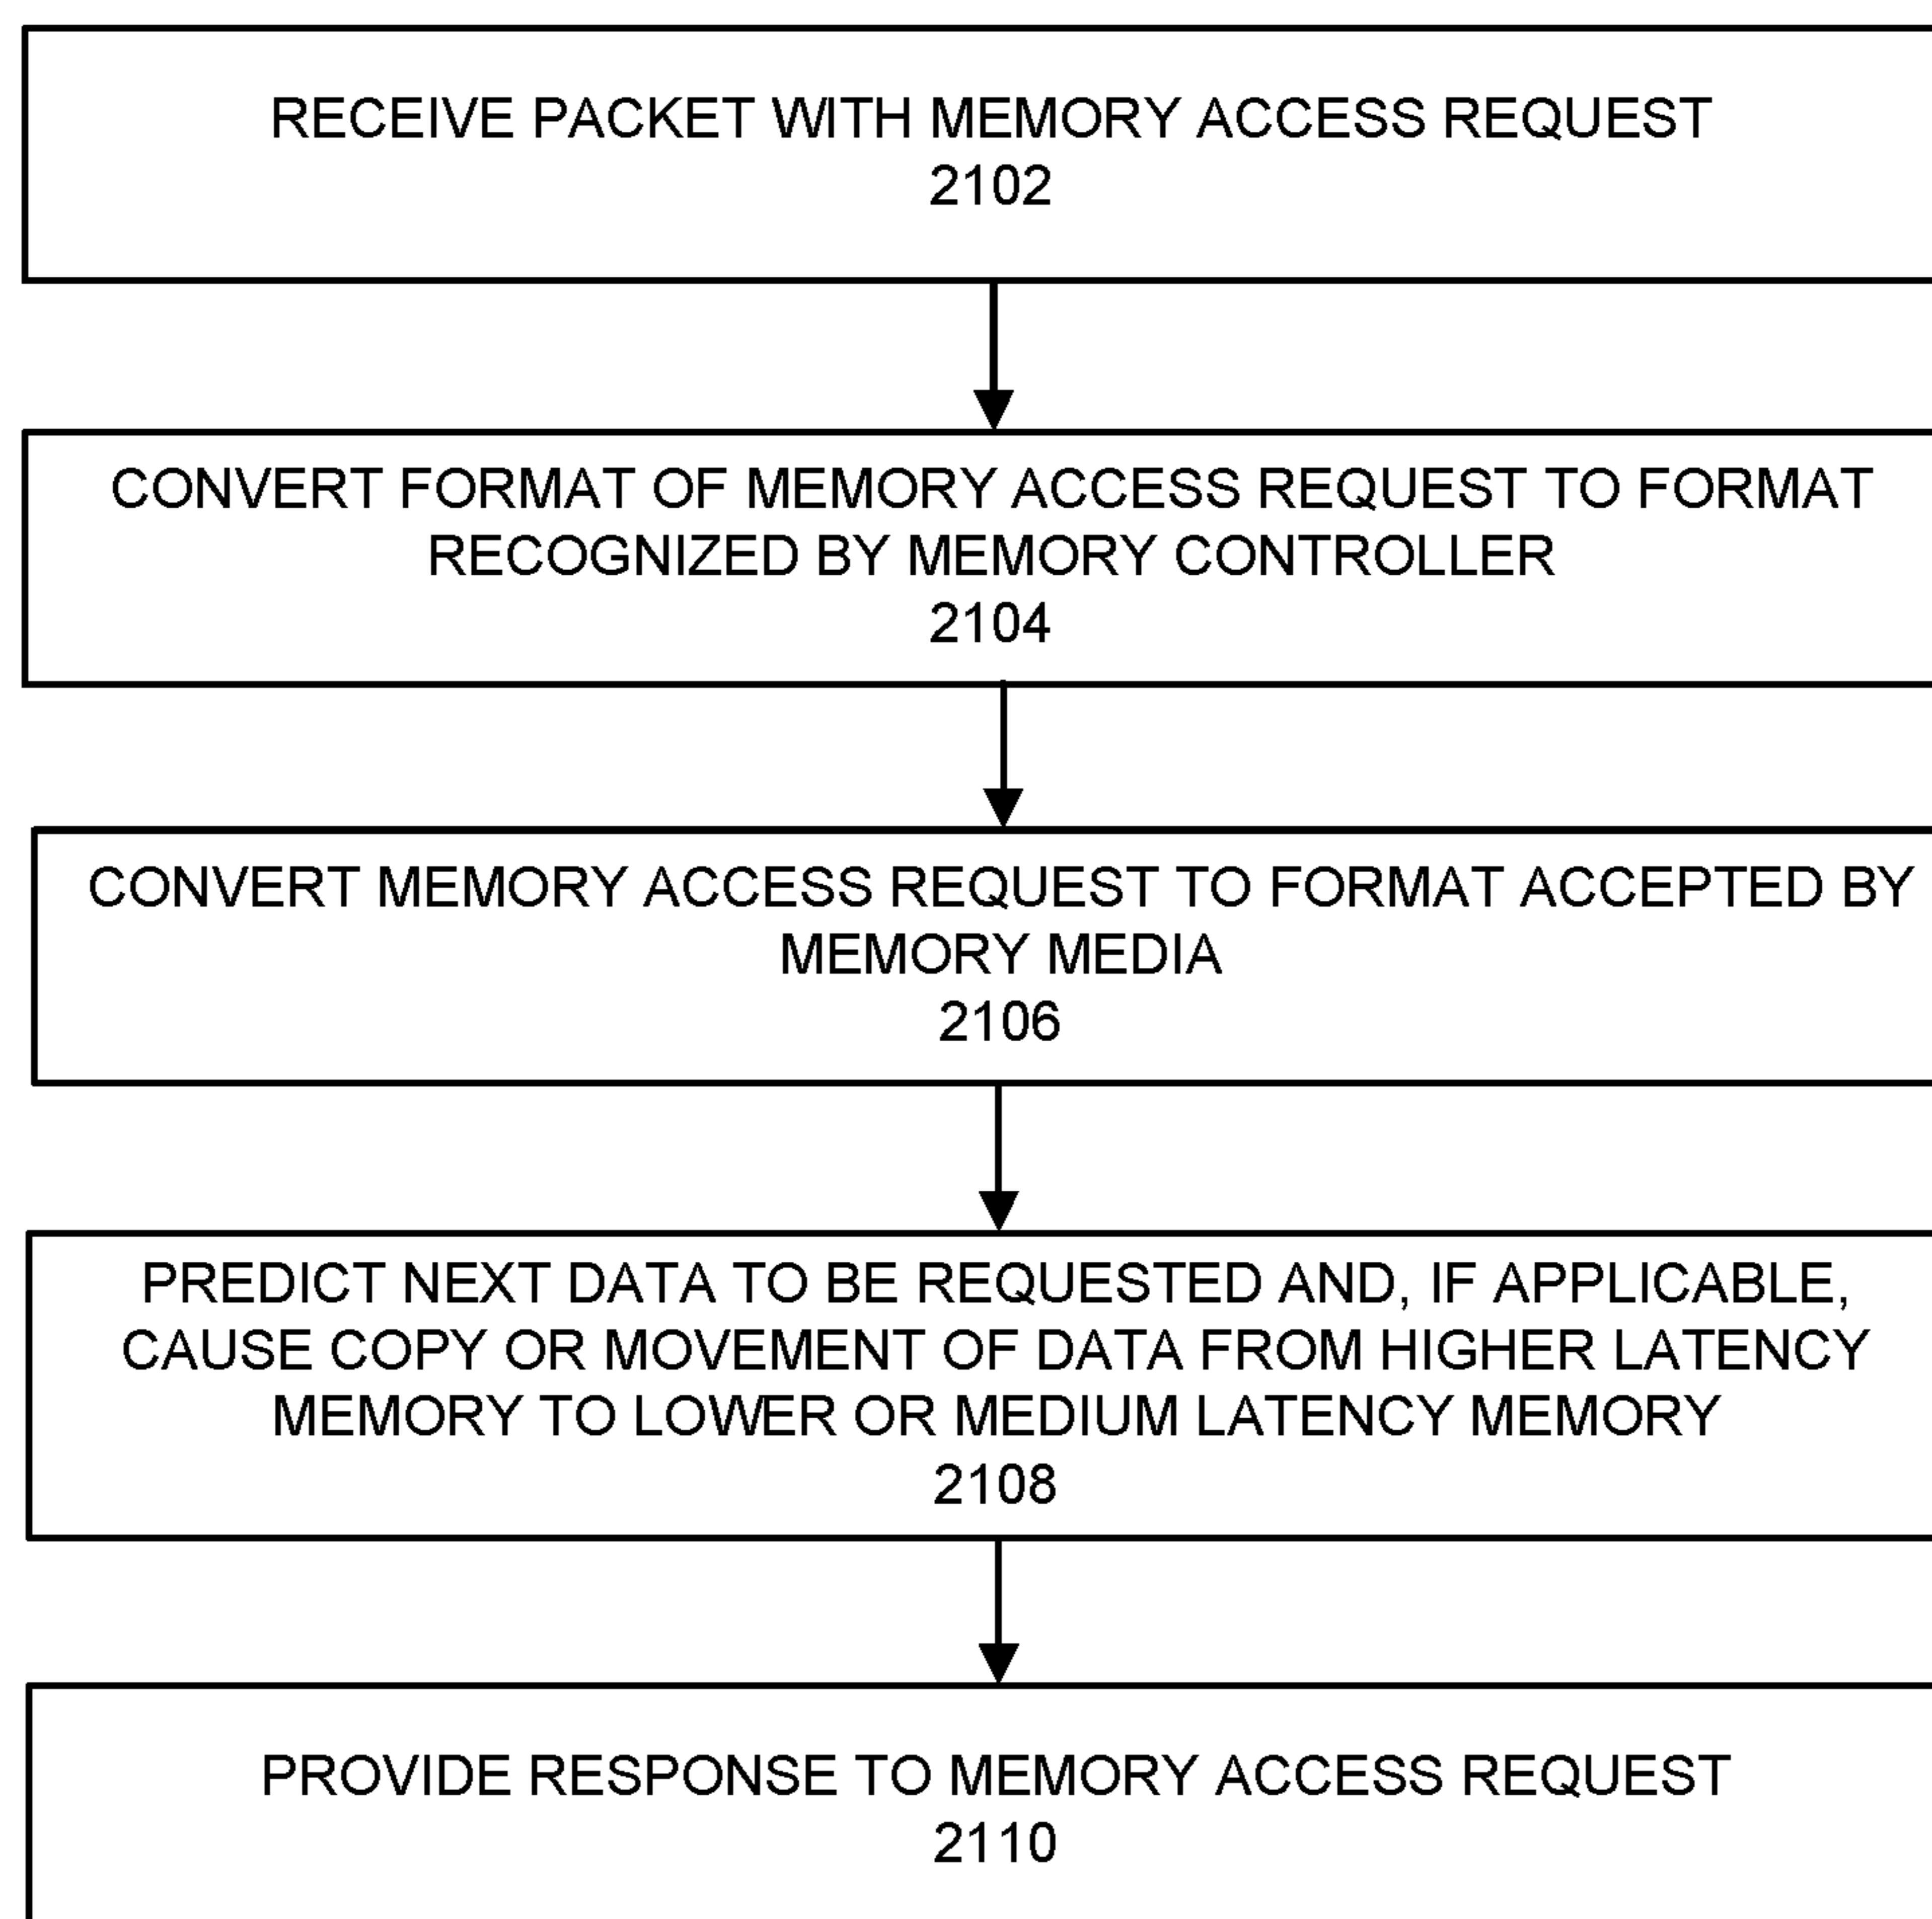 RECEIVE PACKET WITH MEMORY ACCESS REQUEST
2102
CONVERT FORMAT OF MEMORY ACCESS REQUEST TO FORMAT
RECOGNIZED BY MEMORY CONTROLLER
2104
CONVERT MEMORY ACCESS REQUEST TO FORMAT ACCEPTED BY
MEMORY MEDIA
2106
PREDICT NEXT DATA TO BE REQUESTED AND, IF APPLICABLE,
CAUSE COPY OR MOVEMENT OF DATA FROM HIGHER LATENCY
MEMORY TO LOWER OR MEDIUM LATENCY MEMORY
2108
PROVIDE RESPONSE TO MEMORY ACCESS REQUEST
2110